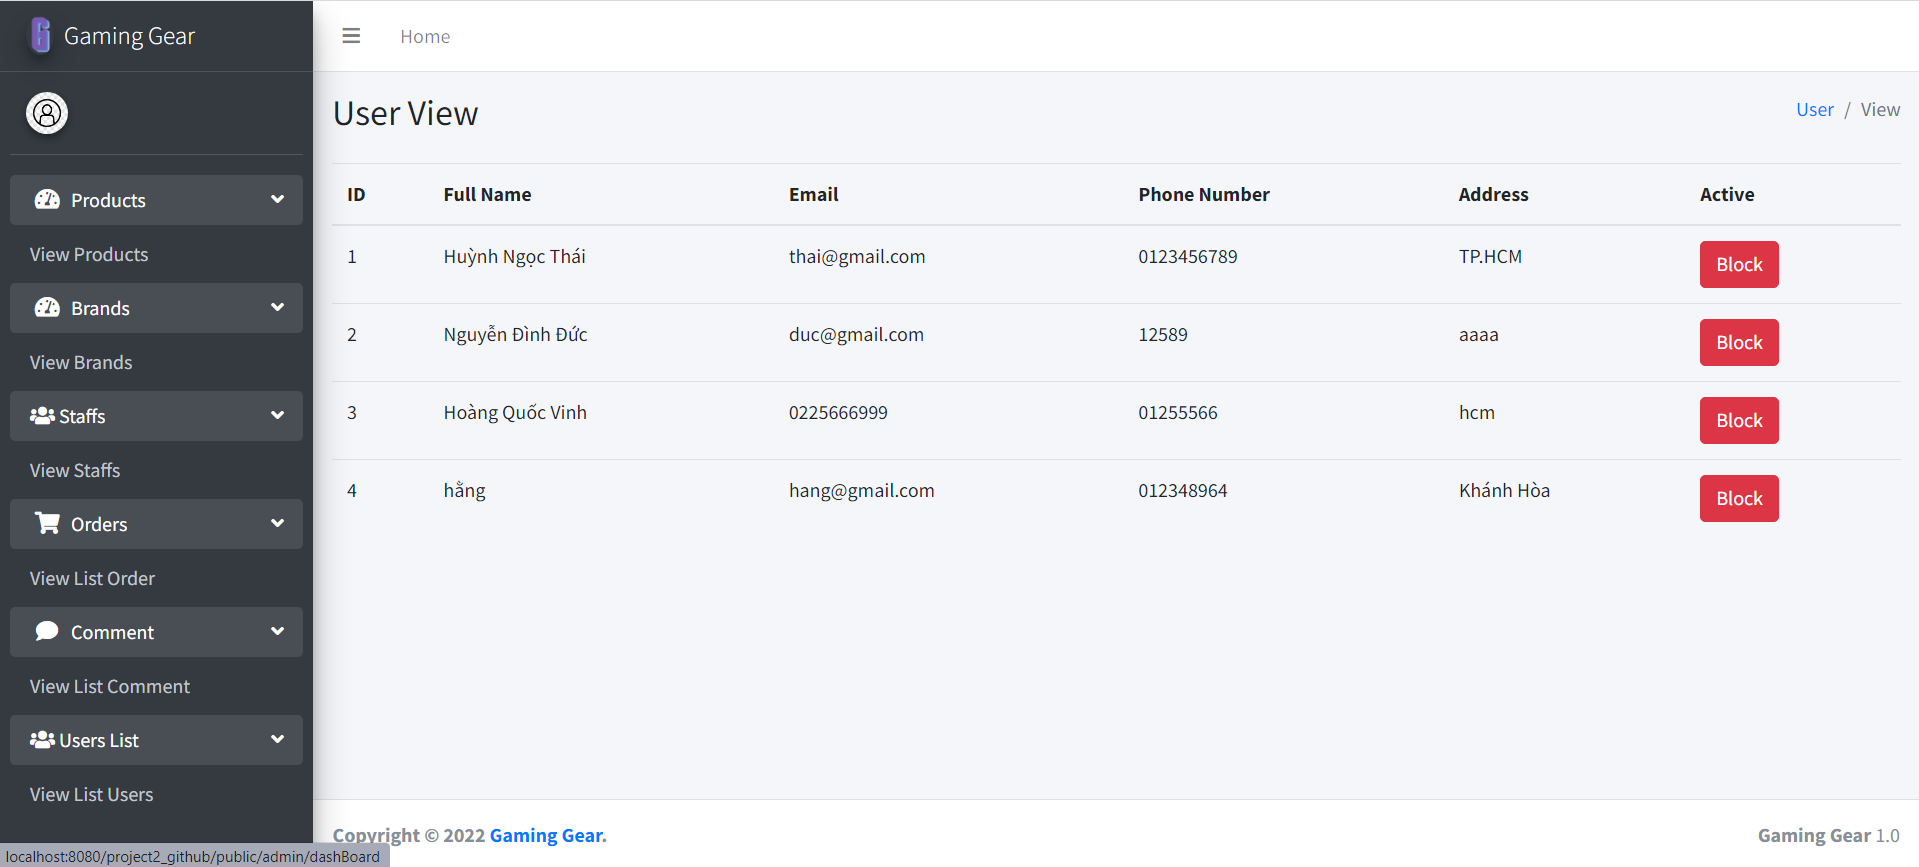 Gaming Gear
Home
User View
User / View
Products
View Products
Brands
View Brands
Staffs
View Staffs
Orders
View List Order
Comment
View List Comment
Users List
View List Users
ID Full Name Email Phone Number Address Active
1 Huỳnh Ngọc Thái thai@gmail.com 0123456789 TP.HCM Block
2 Nguyễn Đình Đức duc@gmail.com 12589 aaaa Block
3 Hoàng Quốc Vinh 0225666999 01255566 hcm Block
4 hằng hang@gmail.com 012348964 Khánh Hòa Block
Copyright © 2022 Gaming Gear.
Gaming Gear 1.0
localhost:8080/project2_github/public/admin/dashBoard